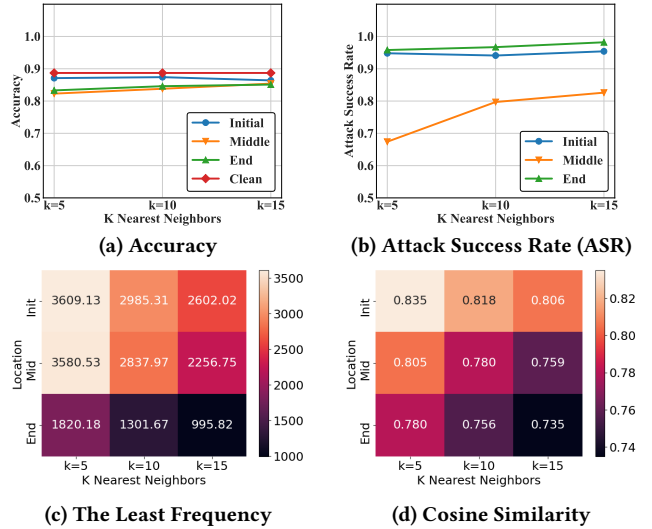 1.0
0.9
0.8
0.7
0.6
0.5
Accuracy
Initial
Middle
End
Clean
k=5 k=10 k=15
K Nearest Neighbors
(a) Accuracy
1.0
0.9
0.8
0.7
0.6
0.5
Attack Success Rate
Initial
Middle
End
k=5 k=10 k=15
K Nearest Neighbors
(b) Attack Success Rate (ASR)
Location
Init 3609.13 2985.31 2602.02
Mid 3580.53 2837.97 2256.75
End 1820.18 1301.67 995.82
k=5 k=10 k=15
K Nearest Neighbors
3500
3000
2500
2000
1500
1000
(c) The Least Frequency
Location
Init 0.835 0.818 0.806
Mid 0.805 0.780 0.759
End 0.780 0.756 0.735
k=5 k=10 k=15
K Nearest Neighbors
0.82
0.80
0.78
0.76
0.74
(d) Cosine Similarity